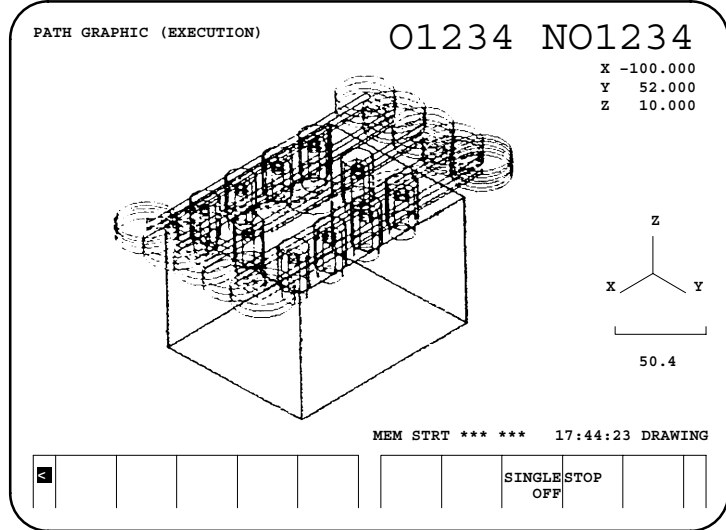 PATH GRAPHIC (EXECUTION)
O1234 NO1234
X -100.000
Y 52.000
Z 10.000
Z
X Y
50.4
MEM STRT *** *** 17:44:23 DRAWING
<
SINGLE STOP
OFF